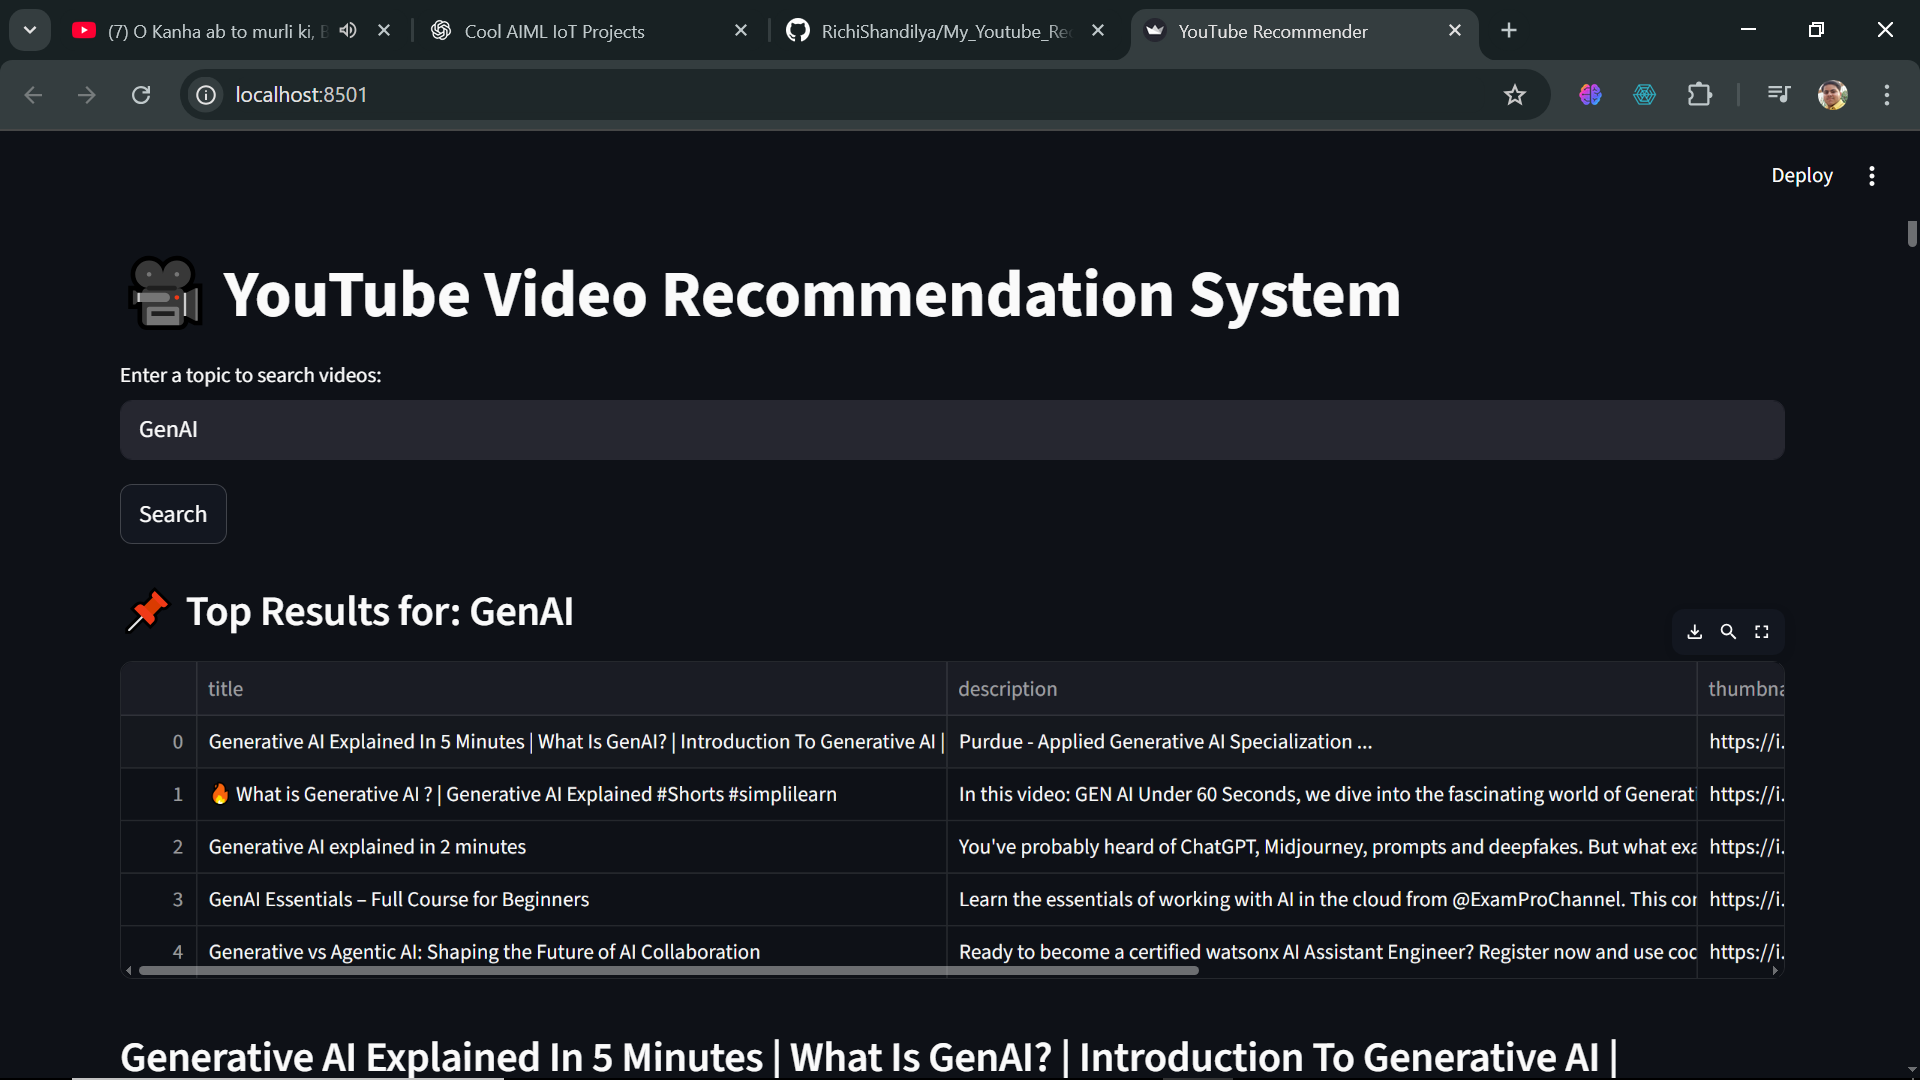 (7) O Kanha ab to murli ki,
Cool AIML IoT Projects
RichiShandilya/My_Youtube_Re
YouTube Recommender
localhost:8501
Deploy
YouTube Video Recommendation System
Enter a topic to search videos:
GenAI
Search
Top Results for: GenAI
title description thumbna
0 Generative AI Explained In 5 Minutes | What Is GenAI? | Introduction To Generative AI | Purdue - Applied Generative AI Specialization ... https://i.
1 🔥 What is Generative AI ? | Generative AI Explained #Shorts #simplilearn In this video: GEN AI Under 60 Seconds, we dive into the fascinating world of Generati https://i.
2 Generative AI explained in 2 minutes You've probably heard of ChatGPT, Midjourney, prompts and deepfakes. But what exa https://i.
3 GenAI Essentials – Full Course for Beginners Learn the essentials of working with AI in the cloud from @ExamProChannel. This cor https://i.
4 Generative vs Agentic AI: Shaping the Future of AI Collaboration Ready to become a certified watsonx AI Assistant Engineer? Register now and use coc https://i.
Generative AI Explained In 5 Minutes | What Is GenAI? | Introduction To Generative AI |